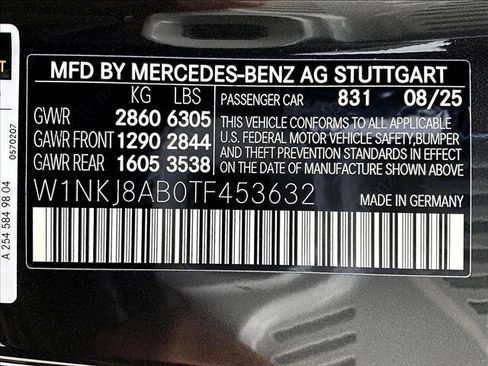 MFD BY MERCEDES-BENZ AG STUTTGART
KG LBS
GVWR 2860 6305
GAWR FRONT 1290 2844
GAWR REAR 1605 3538
PASSENGER CAR 831 08/25
THIS VEHICLE CONFORMS TO ALL APPLICABLE
U.S. FEDERAL MOTOR VEHICLE SAFETY,BUMPER
AND THEFT PREVENTION STANDARDS IN EFFECT
ON THE DATE OF MANUFACTURE SHOWN ABOVE.
W1NKJ8AB0TF453632
MADE IN GERMANY
A 254 584 98 04
0570207